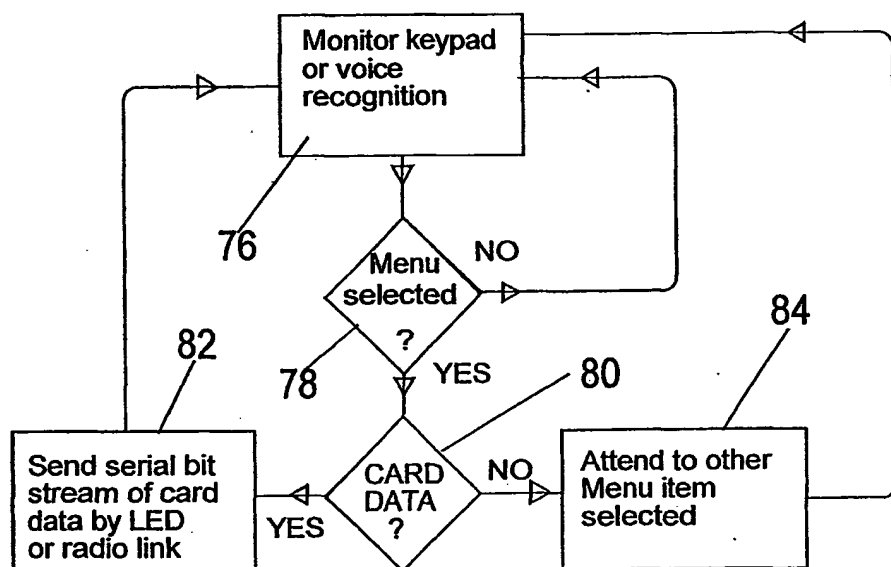 Monitor keypad
or voice
recognition
76
Menu
selected
?
NO
78
YES
80
82
84
Send serial bit
stream of card
data by LED
or radio link
YES
CARD
DATA
?
NO
Attend to other
Menu item
selected